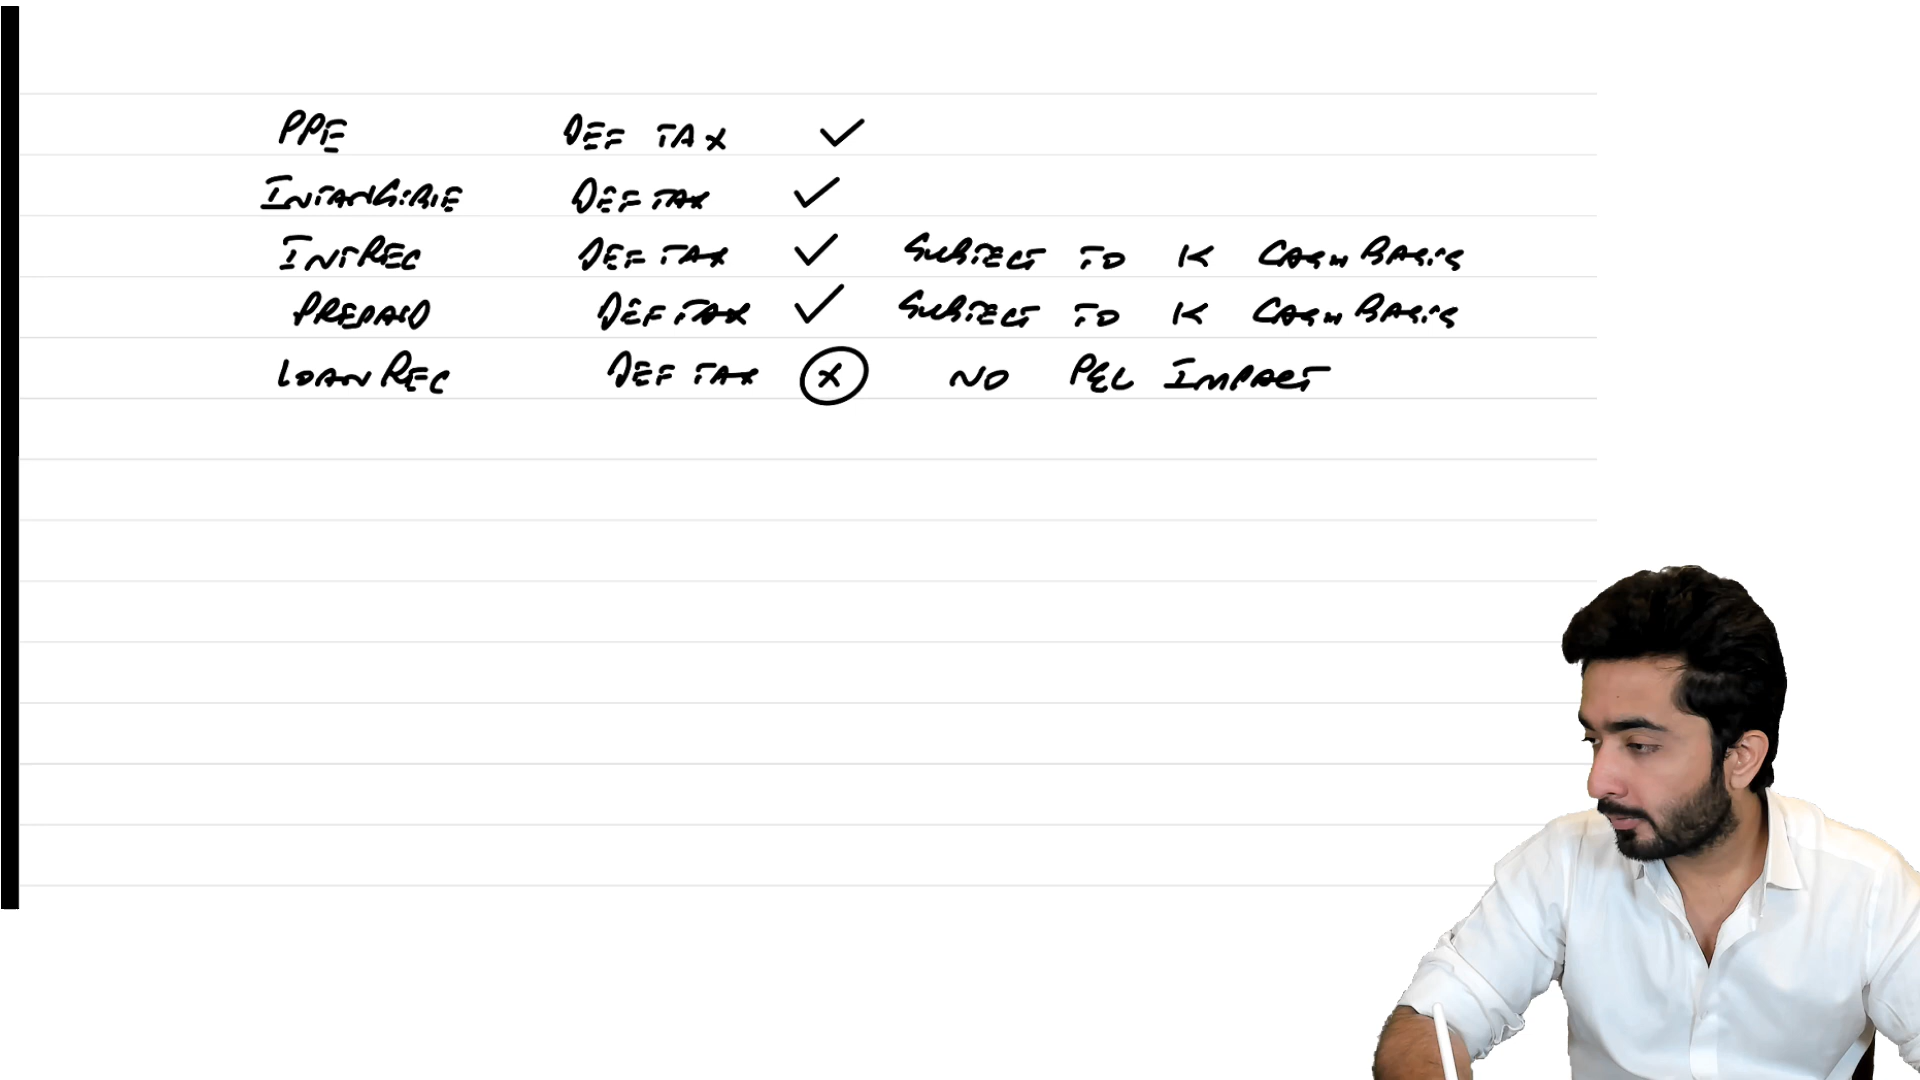 PPE DEF TAX ✓
INTANGIBLE DEF TAX ✓
INT REC DEF TAX ✓ SUBJECT TO K CASH BASIS
PREPAID DEF TAX ✓ SUBJECT TO K CASH BASIS
LOAN REC DEF TAX X NO P&L IMPACT